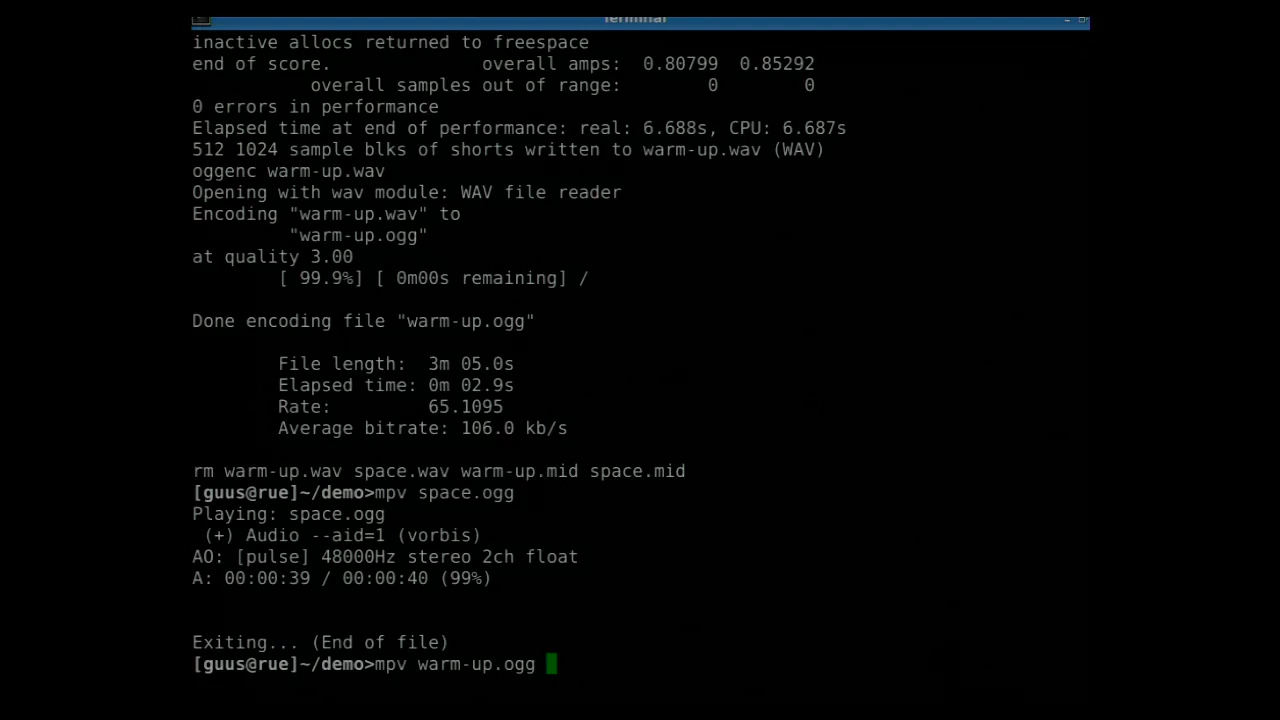 Terminal
inactive allocs returned to freespace
end of score. overall amps: 0.80799 0.85292
overall samples out of range: 0 0
0 errors in performance
Elapsed time at end of performance: real: 6.688s, CPU: 6.687s
512 1024 sample blks of shorts written to warm-up.wav (WAV)
oggenc warm-up.wav
Opening with wav module: WAV file reader
Encoding "warm-up.wav" to
"warm-up.ogg"
at quality 3.00
[ 99.9%] [ 0m00s remaining] /
Done encoding file "warm-up.ogg"
File length: 3m 05.0s
Elapsed time: 0m 02.9s
Rate: 65.1095
Average bitrate: 106.0 kb/s
rm warm-up.wav space.wav warm-up.mid space.mid
[guus@rue]~/demo>mpv space.ogg
Playing: space.ogg
(+) Audio --aid=1 (vorbis)
AO: [pulse] 48000Hz stereo 2ch float
A: 00:00:39 / 00:00:40 (99%)
Exiting... (End of file)
[guus@rue]~/demo>mpv warm-up.ogg